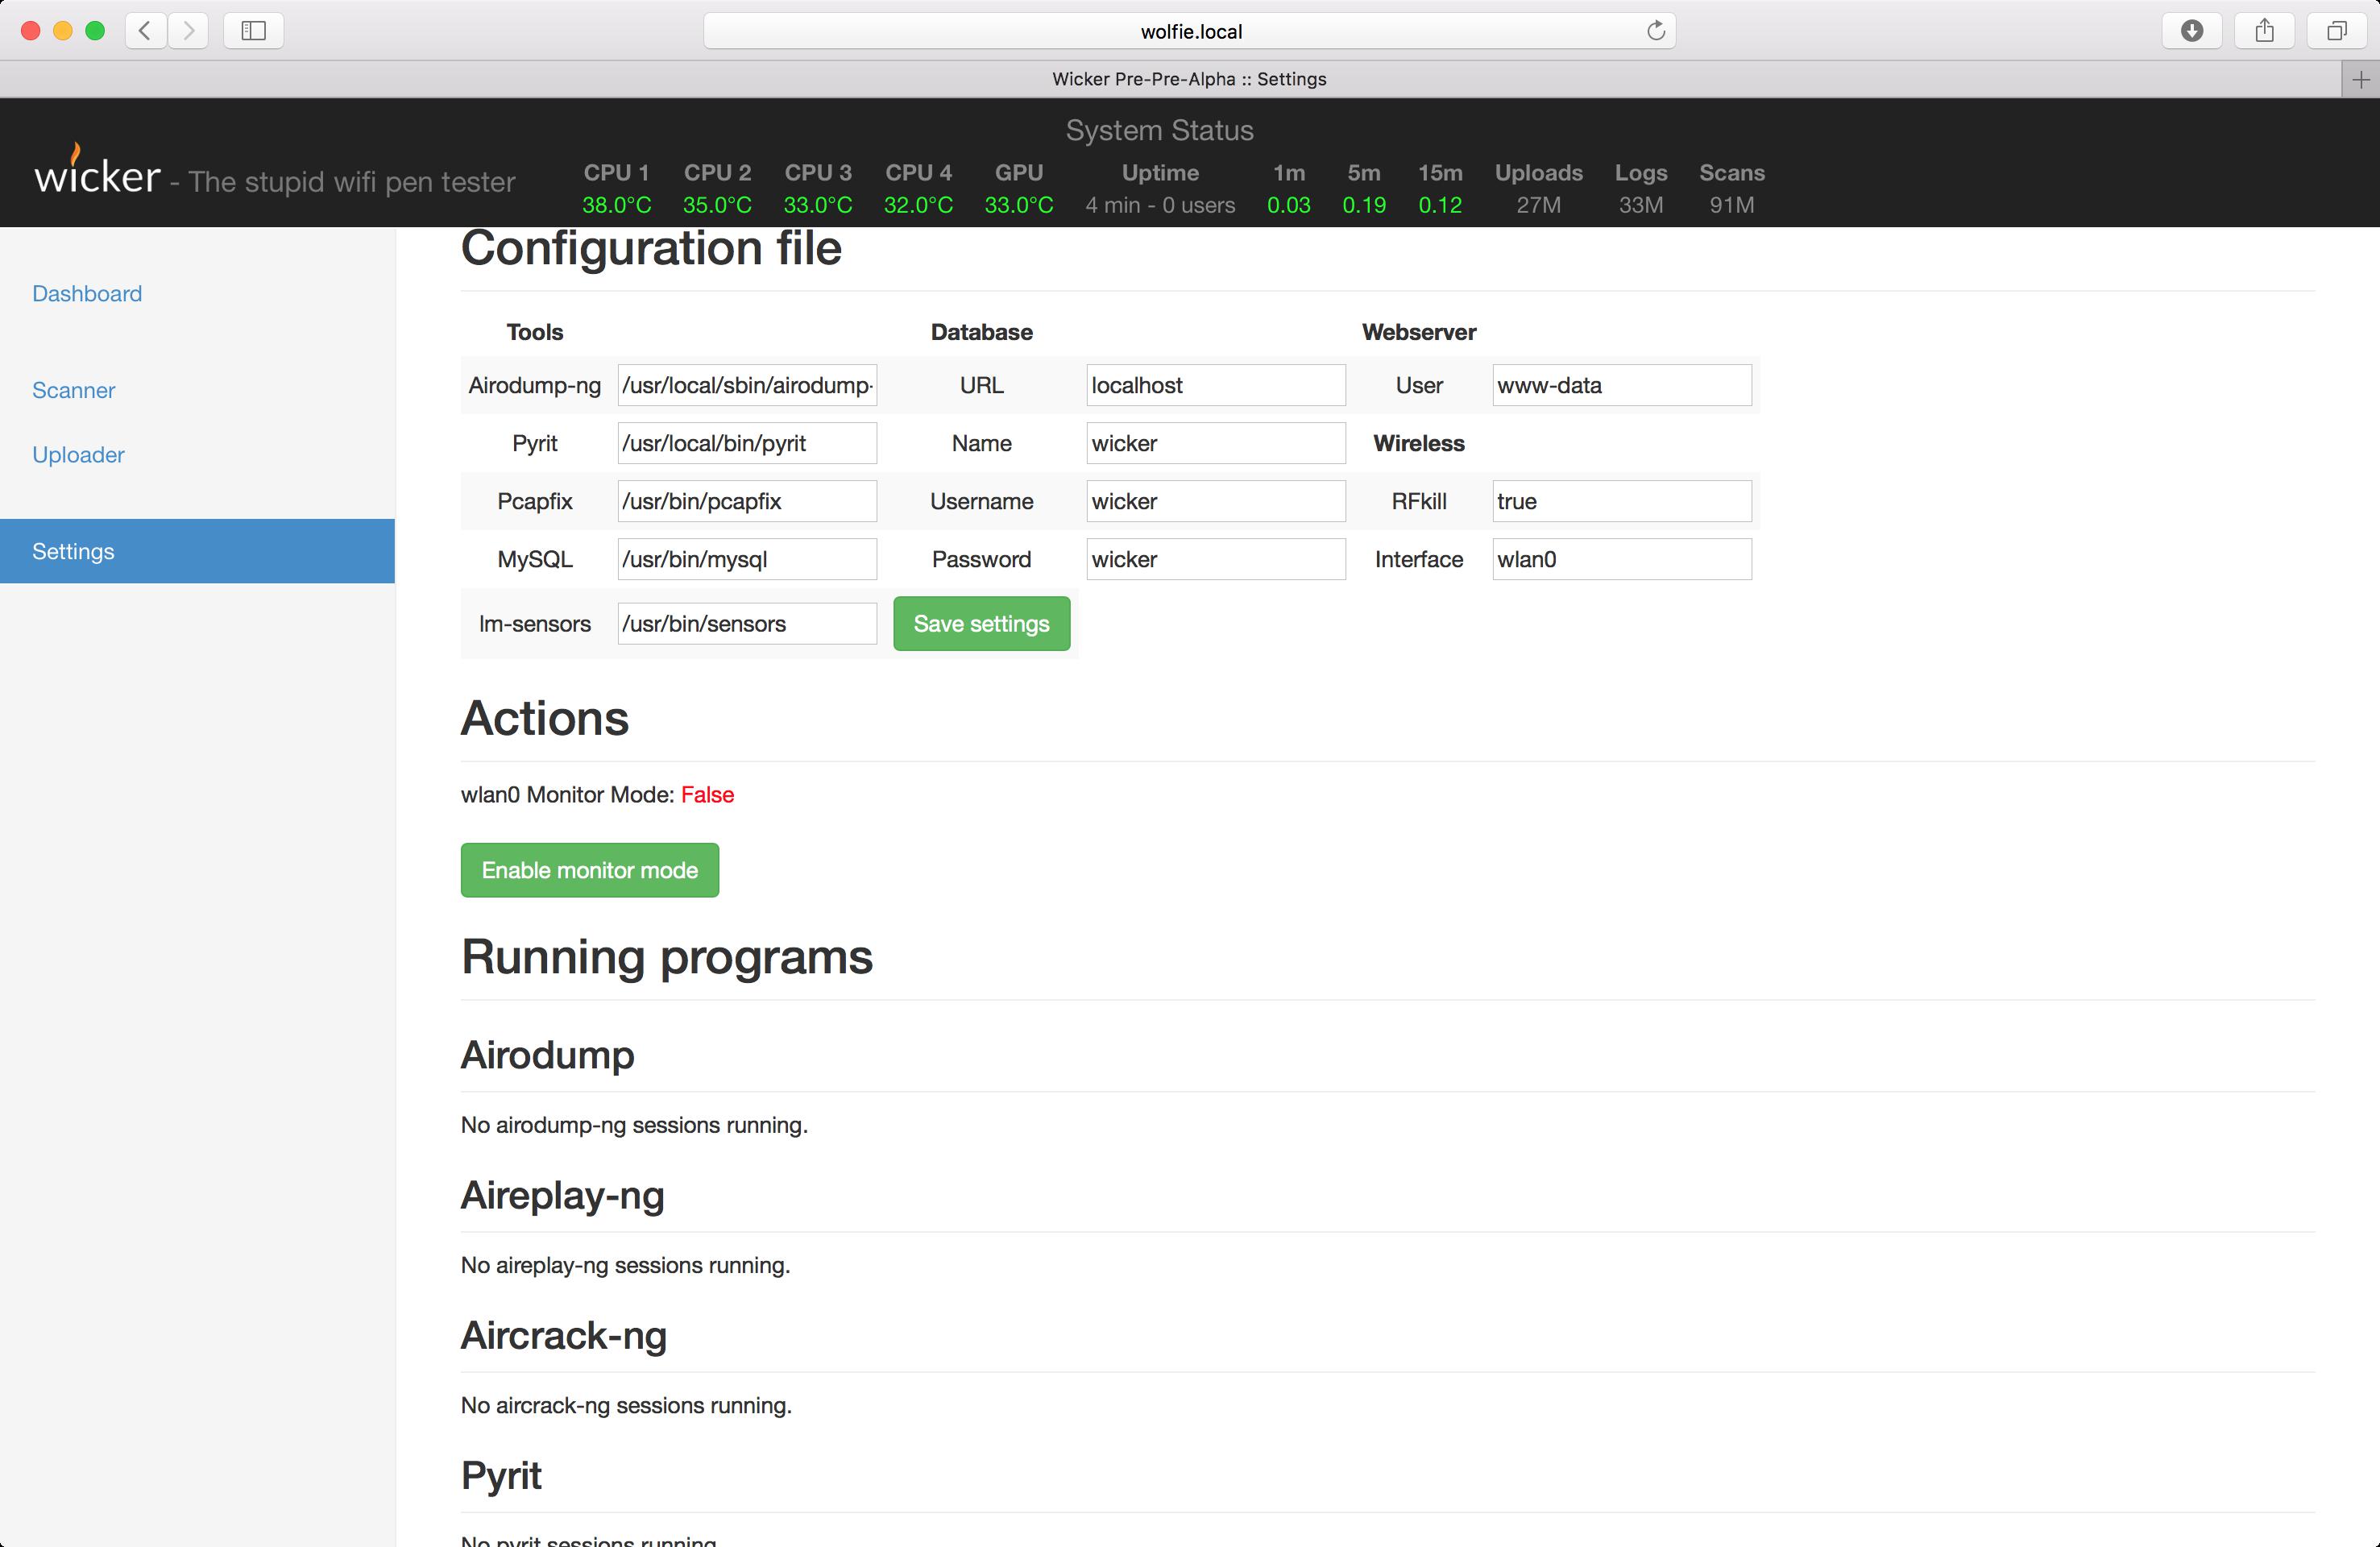 wolfie.local
Wicker Pre-Pre-Alpha :: Settings
System Status
wicker - The stupid wifi pen tester
CPU 1 CPU 2 CPU 3 CPU 4 GPU Uptime 1m 5m 15m Uploads Logs Scans
38.0°C 35.0°C 33.0°C 32.0°C 33.0°C 4 min - 0 users 0.03 0.19 0.12 27M 33M 91M
Dashboard
Scanner
Uploader
Settings
Configuration file
Tools Database Webserver
Airodump-ng /usr/local/sbin/airodump- URL localhost User www-data
Pyrit /usr/local/bin/pyrit Name wicker Wireless
Pcapfix /usr/bin/pcapfix Username wicker RFkill true
MySQL /usr/bin/mysql Password wicker Interface wlan0
lm-sensors /usr/bin/sensors Save settings
Actions
wlan0 Monitor Mode: False
Enable monitor mode
Running programs
Airodump
No airodump-ng sessions running.
Aireplay-ng
No aireplay-ng sessions running.
Aircrack-ng
No aircrack-ng sessions running.
Pyrit
No pyrit sessions running